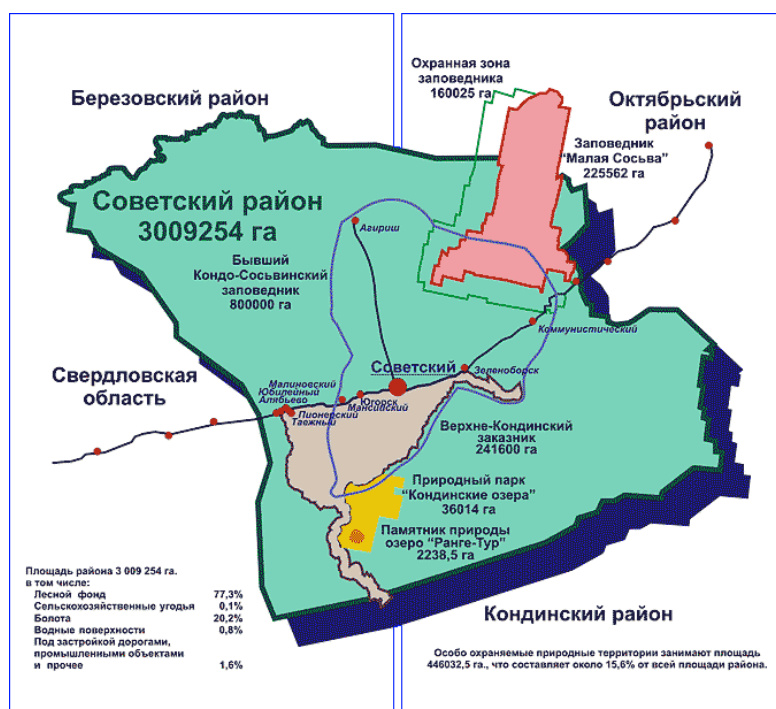 Охранная зона
заповедника
160025 га
Березовский район
Октябрьский
район
Заповедник
"Малая Сосьва"
225562 га
Советский район
3009254 га
Агириш
Бывший
Кондо-Сосьвинский
заповедник
800000 га
Коммунистический
Советский
Зеленоборск
Свердловская
область
Малиновский
Юбилейный
Алябьево
Югорск
Мансийский
Пионерский
Таежный
Верхне-Кондинский
заказник
241600 га
Природный парк
"Кондинские озера"
36014 га
Памятник природы
озеро "Ранге-Тур"
2238,5 га
Площадь района 3 009 254 га.
в том числе:
Лесной фонд 77,3%
Сельскохозяйственные угодья 0,1%
Болота 20,2%
Водные поверхности 0,8%
Под застройкой дорогами,
промышленными объектами
и прочее 1,6%
Кондинский район
Особо охраняемые природные территории занимают площадь
446032,5 га., что составляет около 15,6% от всей площади района.